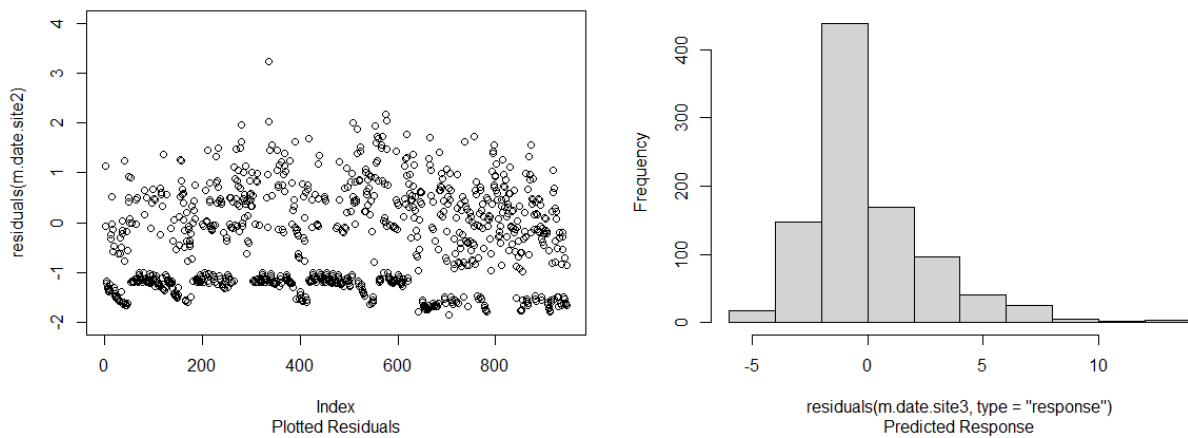 residuals(m.date.site2)
4
3
2
1
0
-1
-2
0 200 400 600 800
Index
Plotted Residuals
Frequency
400
300
200
100
0
-5 0 5 10
residuals(m.date.site3, type = "response")
Predicted Response